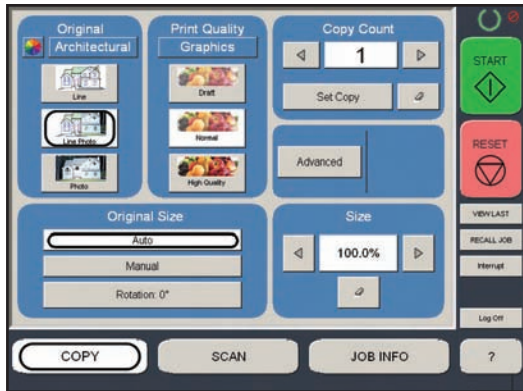 Original
Architectural
Line
Line Photo
Photo
Print Quality
Graphics
Draft
Normal
High Quality
Copy Count
1
Set Copy
Advanced
Original Size
Auto
Manual
Rotation: 0°
Size
100.0%
START
RESET
VIEW LAST
RECALL JOB
Interrupt
Log Off
COPY
SCAN
JOB INFO
?